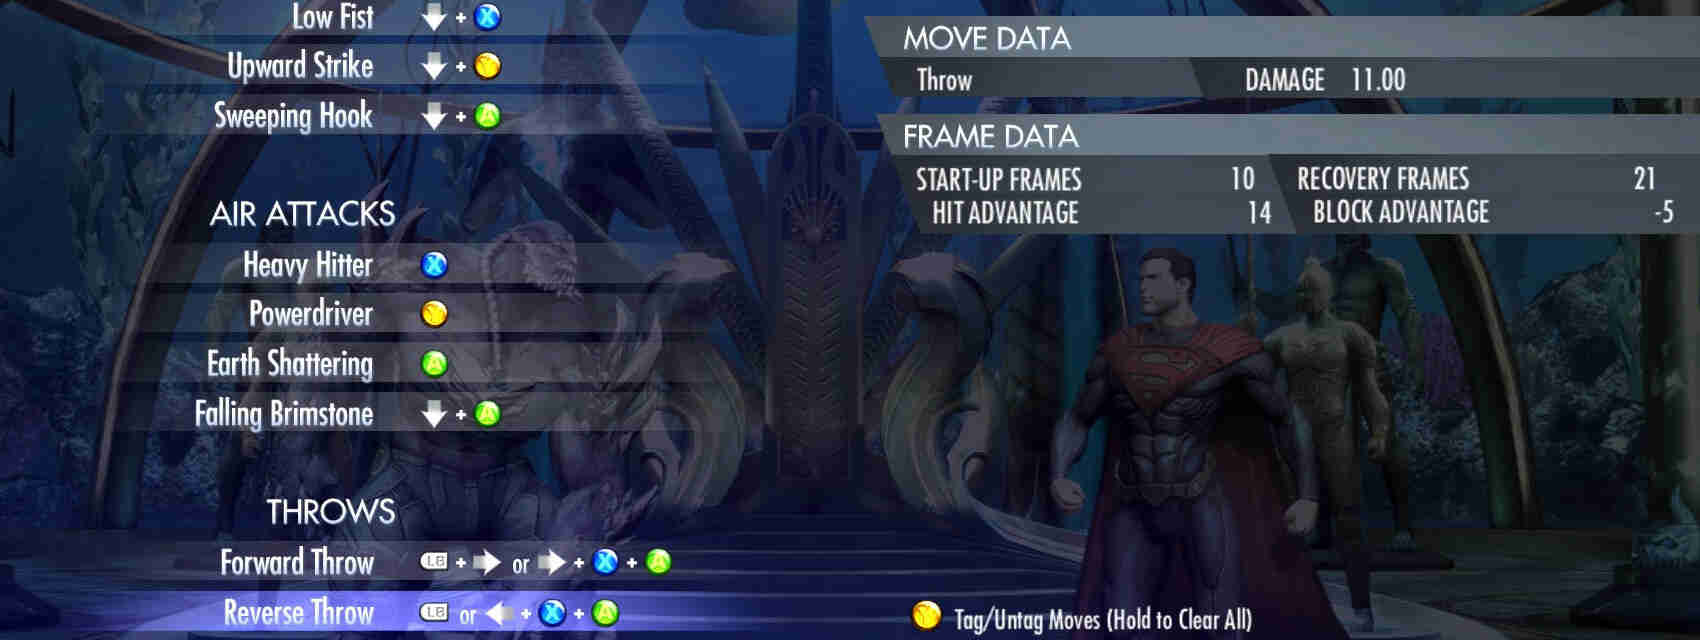 Low Fist + X
Upward Strike + Y
Sweeping Hook + A
AIR ATTACKS
Heavy Hitter X
Powerdriver Y
Earth Shattering A
Falling Brimstone + A
THROWS
Forward Throw LB + or + X + A
Reverse Throw LB or + X + A
MOVE DATA
Throw DAMAGE 11.00
FRAME DATA
START-UP FRAMES 10 RECOVERY FRAMES 21
HIT ADVANTAGE 14 BLOCK ADVANTAGE -5
Y Tag/Untag Moves (Hold to Clear All)